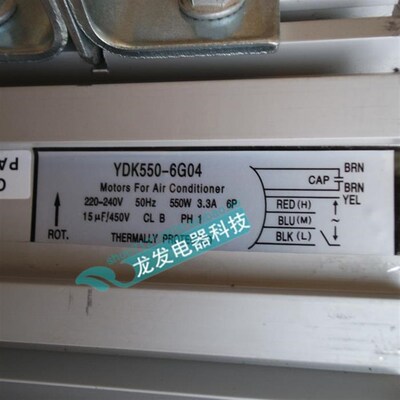 YDK550-6G04
Motors For Air Conditioner
220-240V 50Hz 550W 3.3A 6P
15μF/450V CL B PH 1
ROT.
THERMALLY
BRN
CAP
BRN
YEL
RED(H)
BLU(M)
~
BLK(L)
龙发电器科技